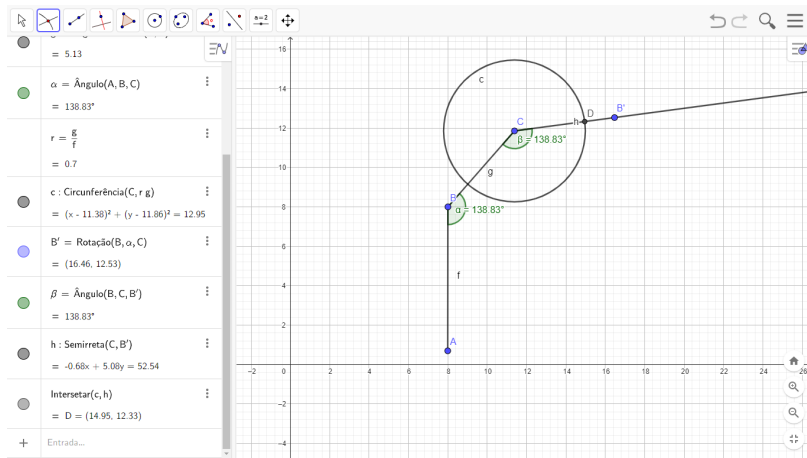 a=2
= 5.13
α = Ângulo(A, B, C)
= 138.83°
r = g/f
= 0.7
c : Circunferência(C, r g)
= (x - 11.38)² + (y - 11.86)² = 12.95
B′ = Rotação(B, α, C)
= (16.46, 12.53)
β = Ângulo(B, C, B′)
= 138.83°
h : Semirreta(C, B′)
= -0.68x + 5.08y = 52.54
Intersetar(c, h)
= D = (14.95, 12.33)
+ Entrada...
16
14
12
10
8
6
4
2
0
−2
−4
−2 0 2 4 6 8 10 12 14 16 18 20 22 24 26
c
C
h
D
B'
β = 138.83°
g
B
α = 138.83°
f
A